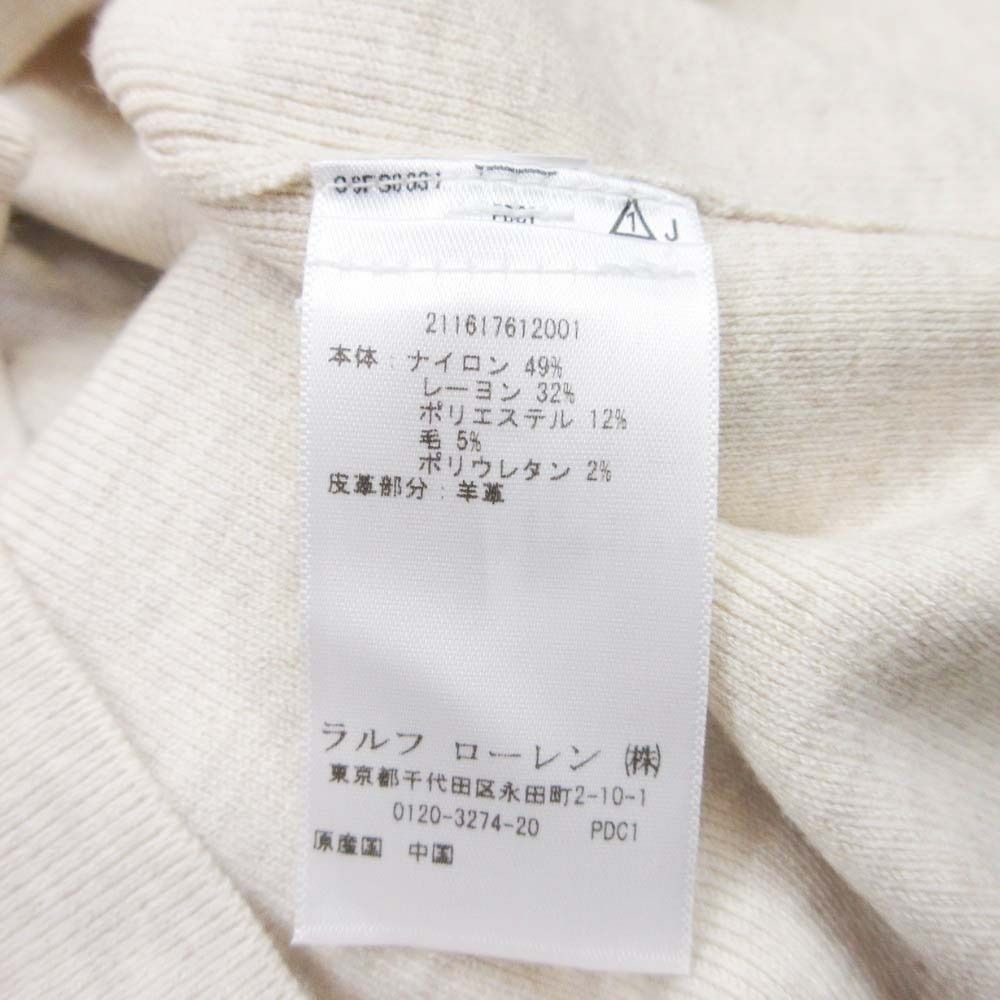 1 J
211617612001
本体：ナイロン 49%
レーヨン 32%
ポリエステル 12%
毛 5%
ポリウレタン 2%
皮革部分：羊革
ラルフ ローレン ㈱
東京都千代田区永田町2-10-1
0120-3274-20 PDC1
原産国 中国